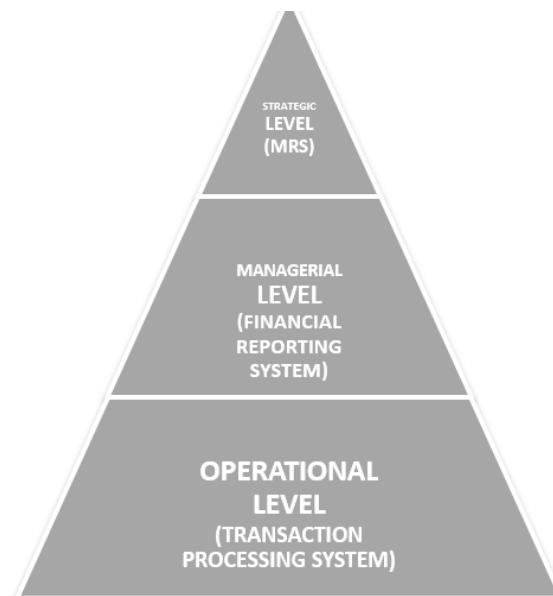 STRATEGIC
LEVEL
(MRS)
MANAGERIAL
LEVEL
(FINANCIAL
REPORTING
SYSTEM)
OPERATIONAL
LEVEL
(TRANSACTION
PROCESSING SYSTEM)